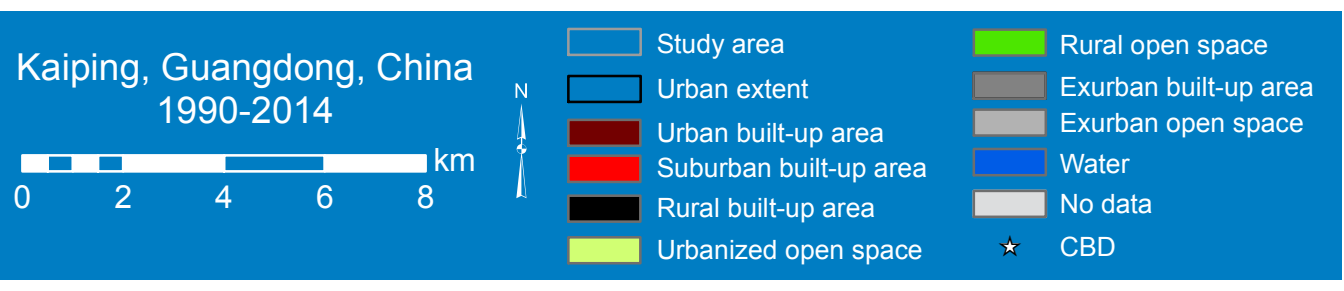 Kaiping, Guangdong, China
1990-2014
km
0 2 4 6 8
N
Study area
Urban extent
Urban built-up area
Suburban built-up area
Rural built-up area
Urbanized open space
Rural open space
Exurban built-up area
Exurban open space
Water
No data
CBD